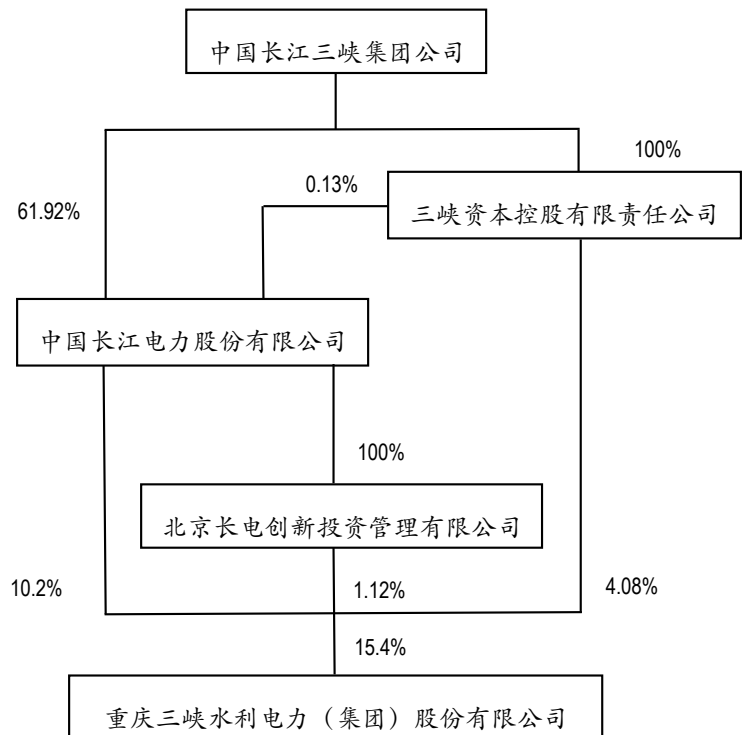 中国长江三峡集团公司
100%
0.13%
三峡资本控股有限责任公司
61.92%
中国长江电力股份有限公司
100%
北京长电创新投资管理有限公司
10.2%
1.12%
4.08%
15.4%
重庆三峡水利电力（集团）股份有限公司